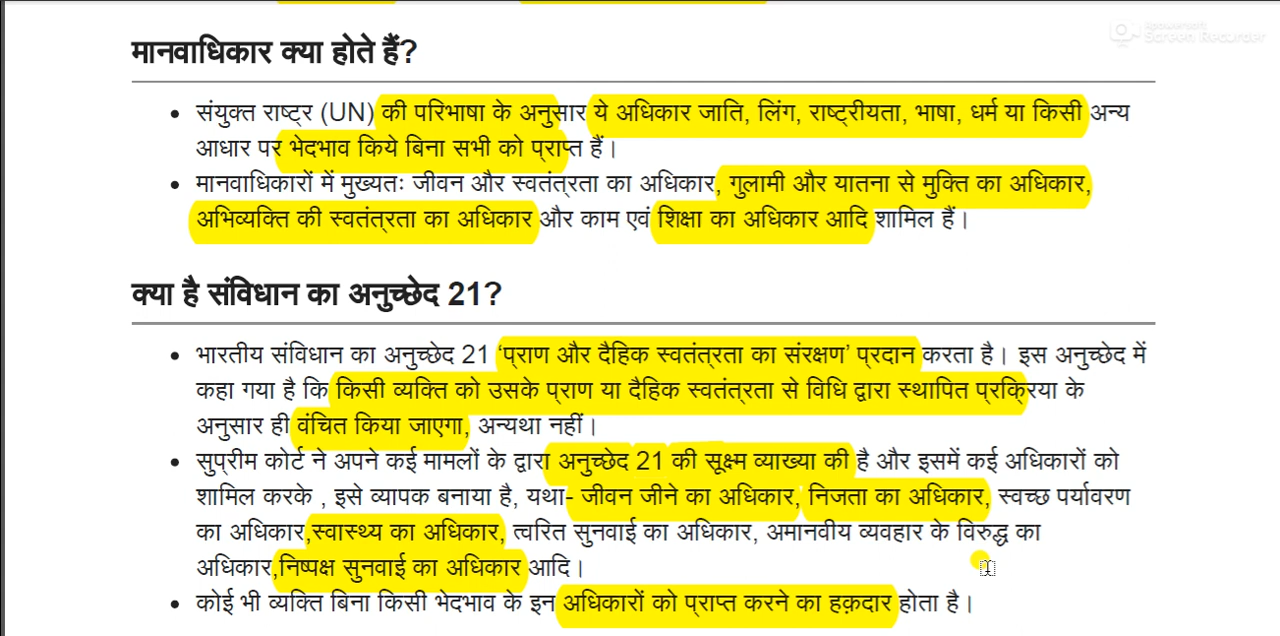 Apowersoft
Screen Recorder
मानवाधिकार क्या होते हैं?
• संयुक्त राष्ट्र (UN) की परिभाषा के अनुसार ये अधिकार जाति, लिंग, राष्ट्रीयता, भाषा, धर्म या किसी अन्य
आधार पर भेदभाव किये बिना सभी को प्राप्त हैं।
• मानवाधिकारों में मुख्यतः जीवन और स्वतंत्रता का अधिकार, गुलामी और यातना से मुक्ति का अधिकार,
अभिव्यक्ति की स्वतंत्रता का अधिकार और काम एवं शिक्षा का अधिकार आदि शामिल हैं।
क्या है संविधान का अनुच्छेद 21?
• भारतीय संविधान का अनुच्छेद 21 ‘प्राण और दैहिक स्वतंत्रता का संरक्षण’ प्रदान करता है। इस अनुच्छेद में
कहा गया है कि किसी व्यक्ति को उसके प्राण या दैहिक स्वतंत्रता से विधि द्वारा स्थापित प्रक्रिया के
अनुसार ही वंचित किया जाएगा, अन्यथा नहीं।
• सुप्रीम कोर्ट ने अपने कई मामलों के द्वारा अनुच्छेद 21 की सूक्ष्म व्याख्या की है और इसमें कई अधिकारों को
शामिल करके , इसे व्यापक बनाया है, यथा- जीवन जीने का अधिकार, निजता का अधिकार, स्वच्छ पर्यावरण
का अधिकार,स्वास्थ्य का अधिकार, त्वरित सुनवाई का अधिकार, अमानवीय व्यवहार के विरुद्ध का
अधिकार,निष्पक्ष सुनवाई का अधिकार आदि।
• कोई भी व्यक्ति बिना किसी भेदभाव के इन अधिकारों को प्राप्त करने का हक़दार होता है।